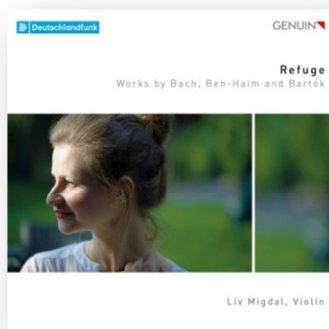 Deutschlandfunk
GENUIN
Refuge
Works by Bach, Ben-Haim and Bartók
Liv Migdal, Violin